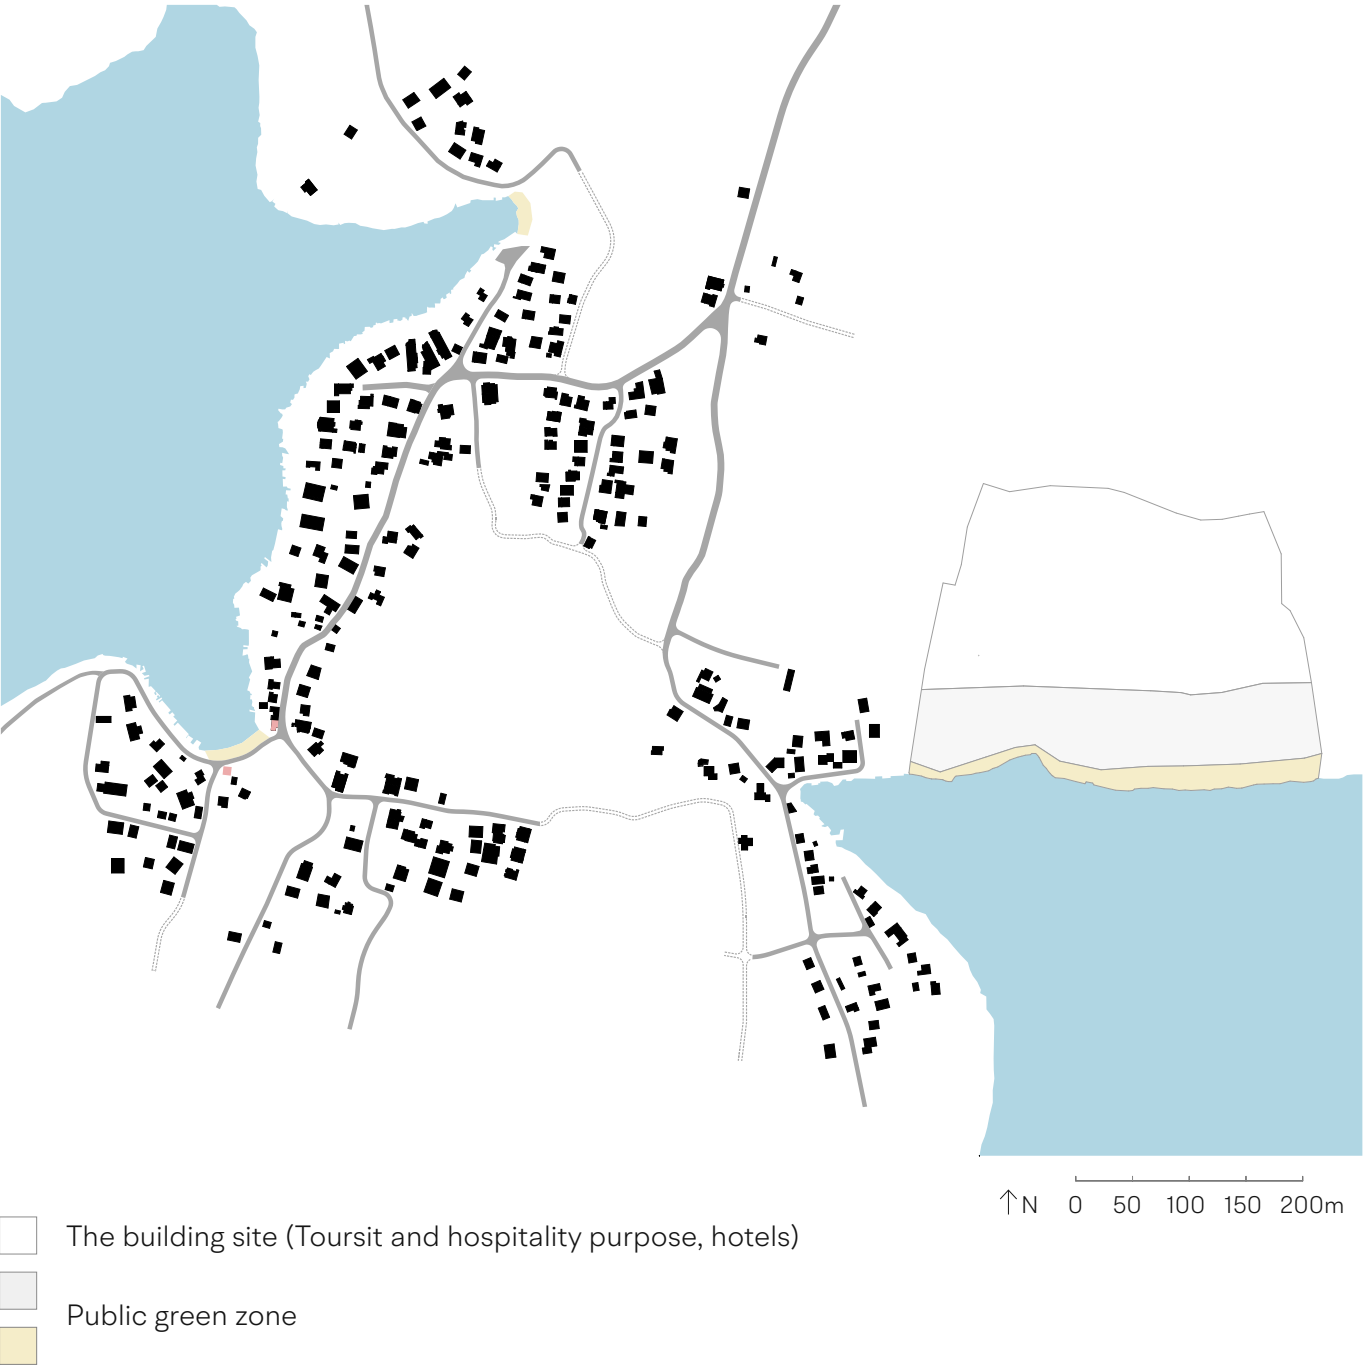 N 0 50 100 150 200m
The building site (Toursit and hospitality purpose, hotels)
Public green zone